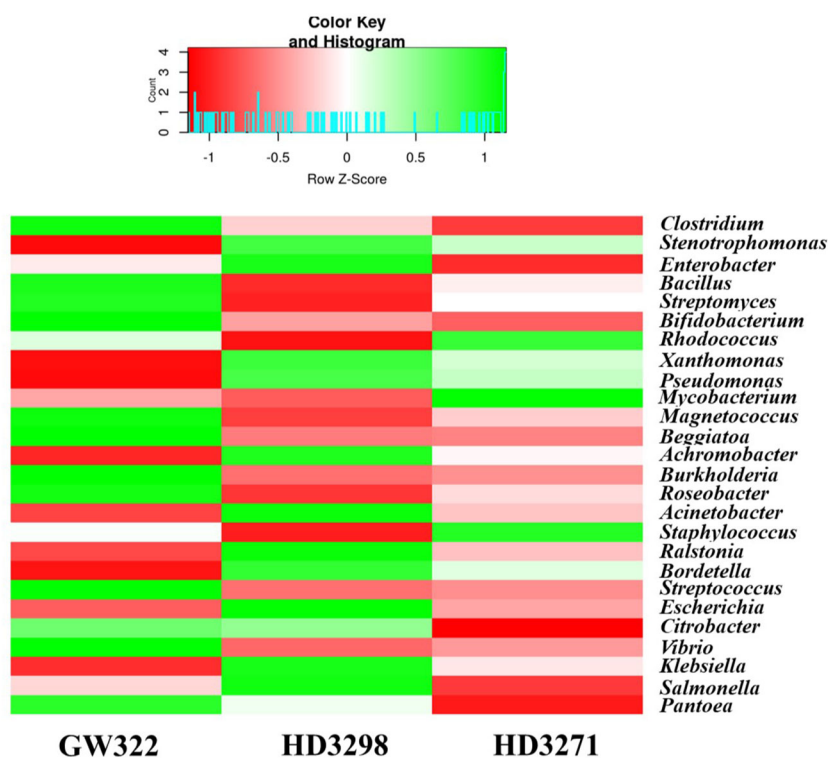 Color Key
and Histogram
Count
0 1 2 3 4
-1 -0.5 0 0.5 1
Row Z-Score
Clostridium
Stenotrophomonas
Enterobacter
Bacillus
Streptomyces
Bifidobacterium
Rhodococcus
Xanthomonas
Pseudomonas
Mycobacterium
Magnetococcus
Beggiatoa
Achromobacter
Burkholderia
Roseobacter
Acinetobacter
Staphylococcus
Ralstonia
Bordetella
Streptococcus
Escherichia
Citrobacter
Vibrio
Klebsiella
Salmonella
Pantoea
GW322 HD3298 HD3271